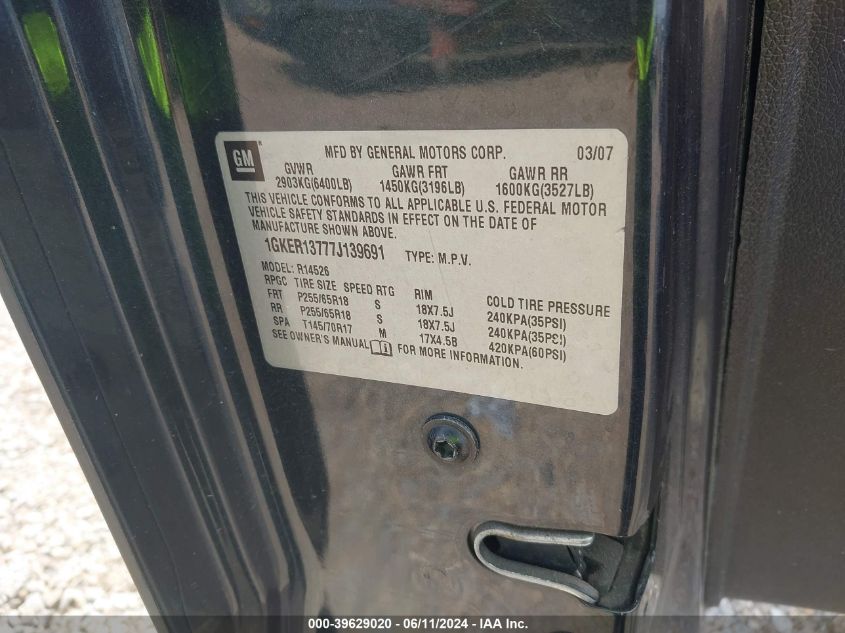 GM
MFD BY GENERAL MOTORS CORP. 03/07
GVWR GAWR FRT GAWR RR
2903KG(6400LB) 1450KG(3196LB) 1600KG(3527LB)
THIS VEHICLE CONFORMS TO ALL APPLICABLE U.S. FEDERAL MOTOR
VEHICLE SAFETY STANDARDS IN EFFECT ON THE DATE OF
MANUFACTURE SHOWN ABOVE.
1GKER13777J139691 TYPE: M.P.V.
MODEL: R14526
RPGC TIRE SIZE SPEED RTG RIM COLD TIRE PRESSURE
FRT P255/65R18 S 18X7.5J 240KPA(35PSI)
RR P255/65R18 S 18X7.5J 240KPA(35PSI)
SPA T145/70R17 M 17X4.5B 420KPA(60PSI)
SEE OWNER'S MANUAL FOR MORE INFORMATION.
000-39629020 - 06/11/2024 - IAA Inc.